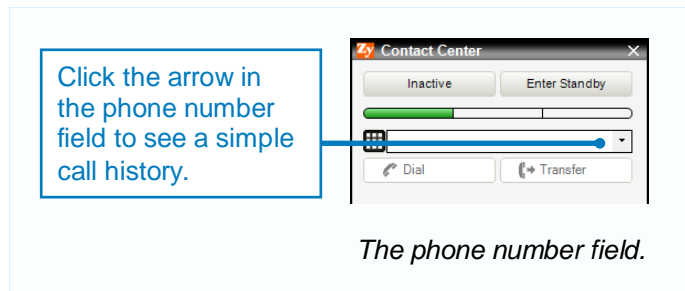 Click the arrow in
the phone number
field to see a simple
call history.
Zy Contact Center
Inactive
Enter Standby
Dial
Transfer
The phone number field.